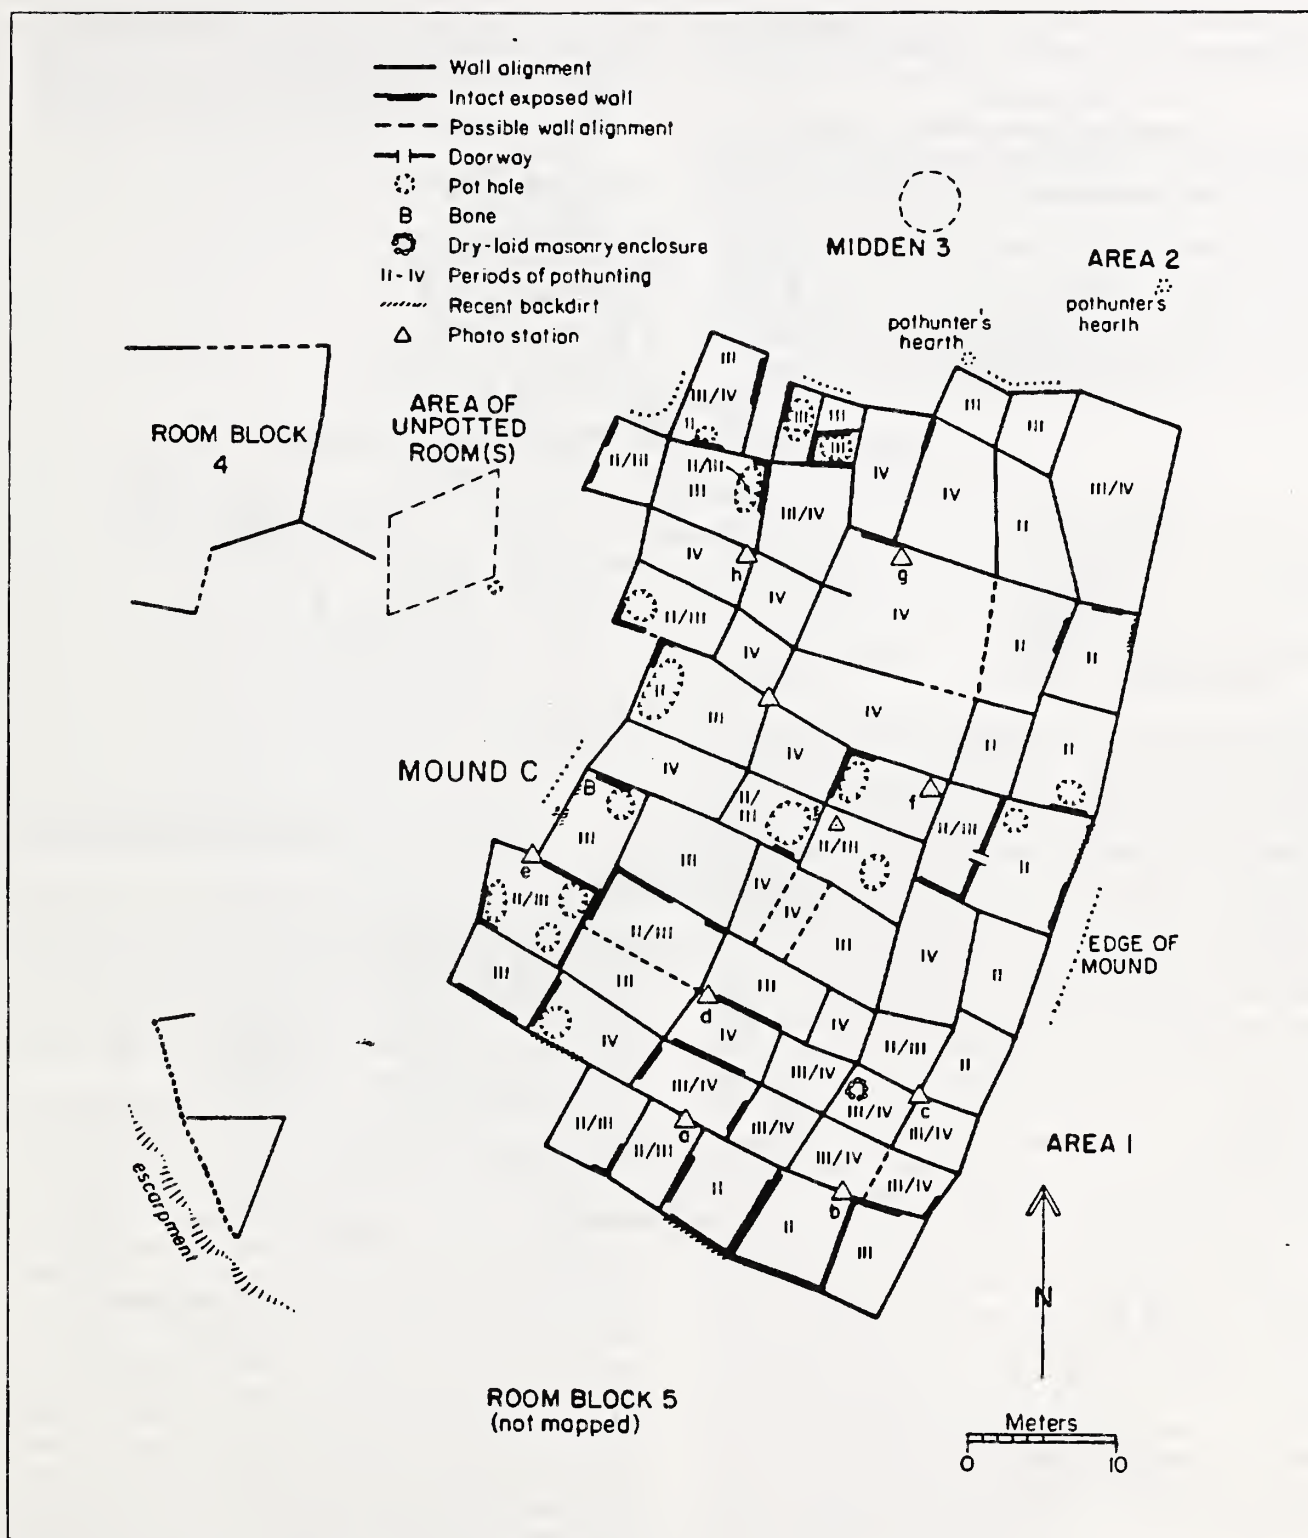 Wall alignment
Intact exposed wall
Possible wall alignment
Doorway
Pot hole
B Bone
Dry-laid masonry enclosure
II-IV Periods of pothunting
Recent backdirt
Photo station
MIDDEN 3
AREA 2
pothunter's
hearth
pothunter's
hearth
ROOM BLOCK
4
AREA OF
UNPOTTED
ROOM(S)
III
III/IV
II
III
III
III
III
III
II/III
II/III
III
IV
IV
II
III/IV
III/IV
IV
h
g
IV
IV
II/III
IV
II
II
II
III
IV
IV
II
II
MOUND C
IV
B
II/
III
f
II/III
II/III
III
III
II
e
IV
IV
II/III
II/III
III
IV
II
EDGE OF
MOUND
III
III
III
d
IV
IV
IV
II/III
II
III/IV
III/IV
III/IV
c
III/IV
III/IV
a
II/III
II/III
III/IV
III/IV
AREA 1
II
b
II
III
escarpment
N
ROOM BLOCK 5
(not mapped)
Meters
0 10